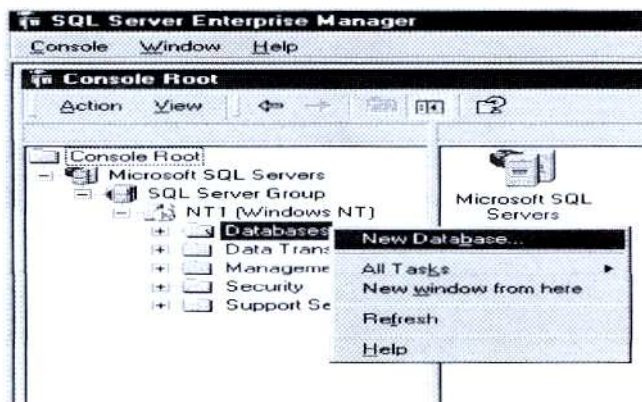 SQL Server Enterprise Manager
Console Window Help
Console Root
Action View
Console Root
Microsoft SQL Servers
SQL Server Group
NT1 (Windows NT)
Databases
Data Trans
Manageme
Security
Support Se
Microsoft SQL
Servers
New Database...
All Tasks
New window from here
Refresh
Help